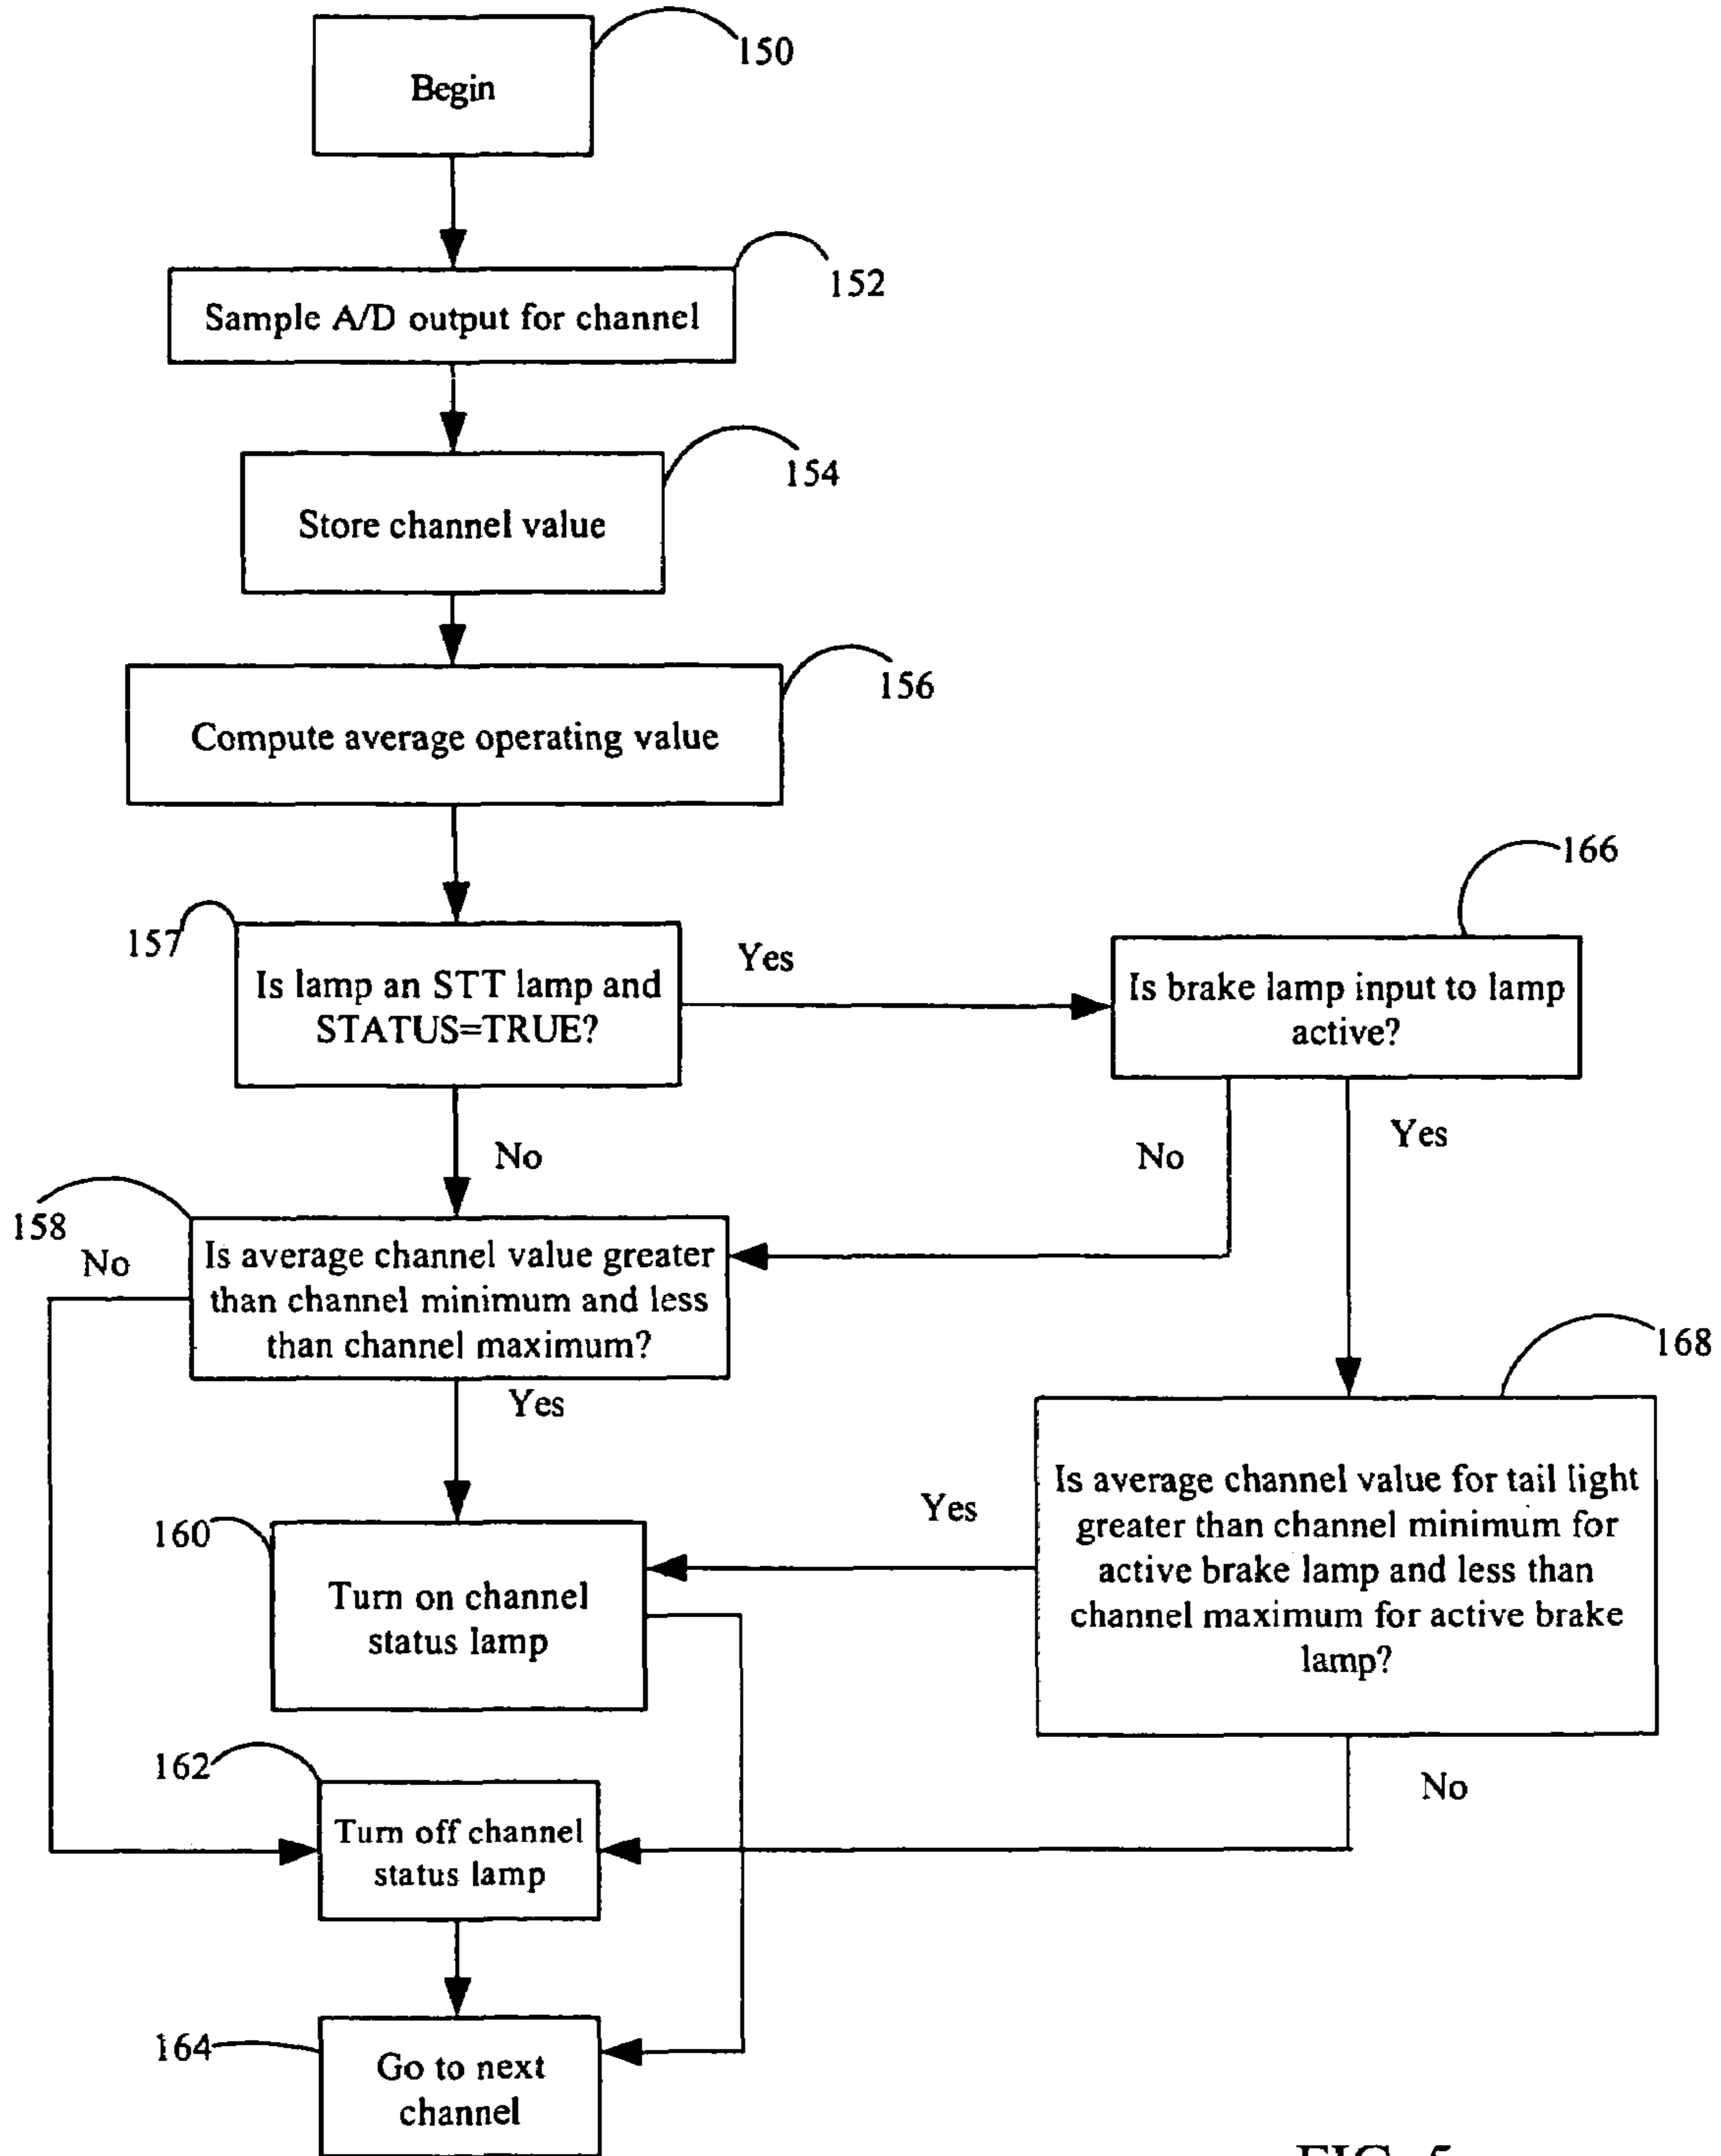 150
Begin
152
Sample A/D output for channel
154
Store channel value
156
Compute average operating value
166
157
Yes
Is lamp an STT lamp and
STATUS=TRUE?
Is brake lamp input to lamp
active?
No
No
Yes
158
No
Is average channel value greater
than channel minimum and less
than channel maximum?
168
Yes
Is average channel value for tail light
greater than channel minimum for
active brake lamp and less than
channel maximum for active brake
lamp?
Yes
160
Turn on channel
status lamp
162
No
Turn off channel
status lamp
164
Go to next
channel
FIG. 5